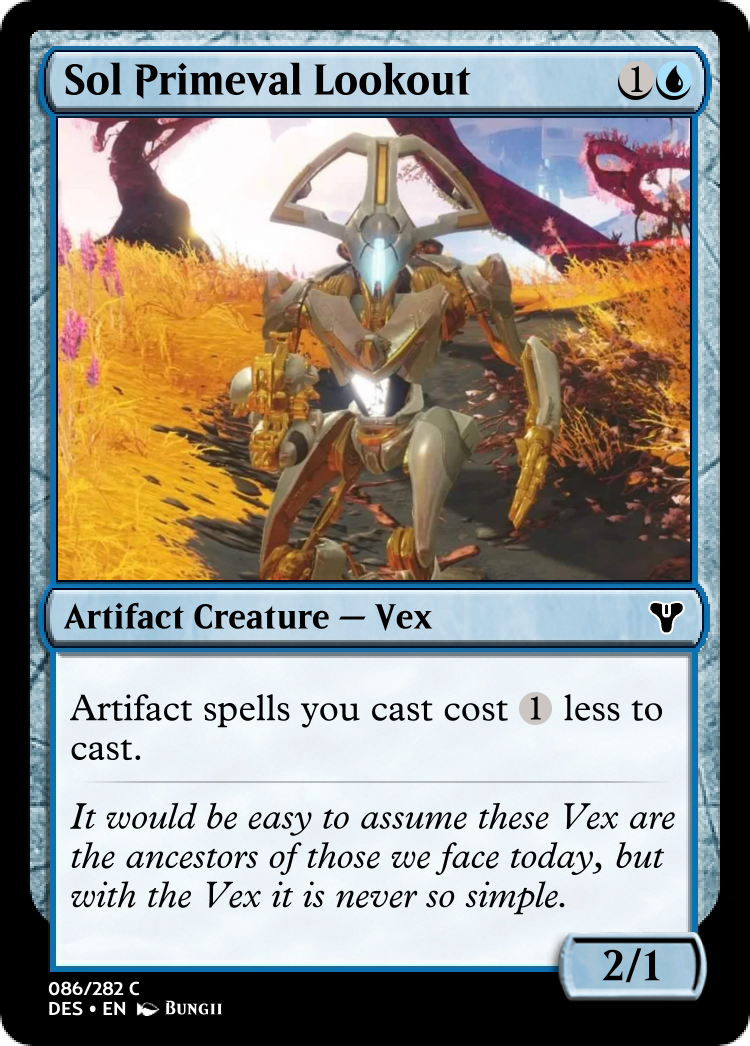 Sol Primeval Lookout 1
Artifact Creature — Vex
Artifact spells you cast cost 1 less to
cast.
It would be easy to assume these Vex are
the ancestors of those we face today, but
with the Vex it is never so simple.
2/1
086/282 C
DES • EN Bungii